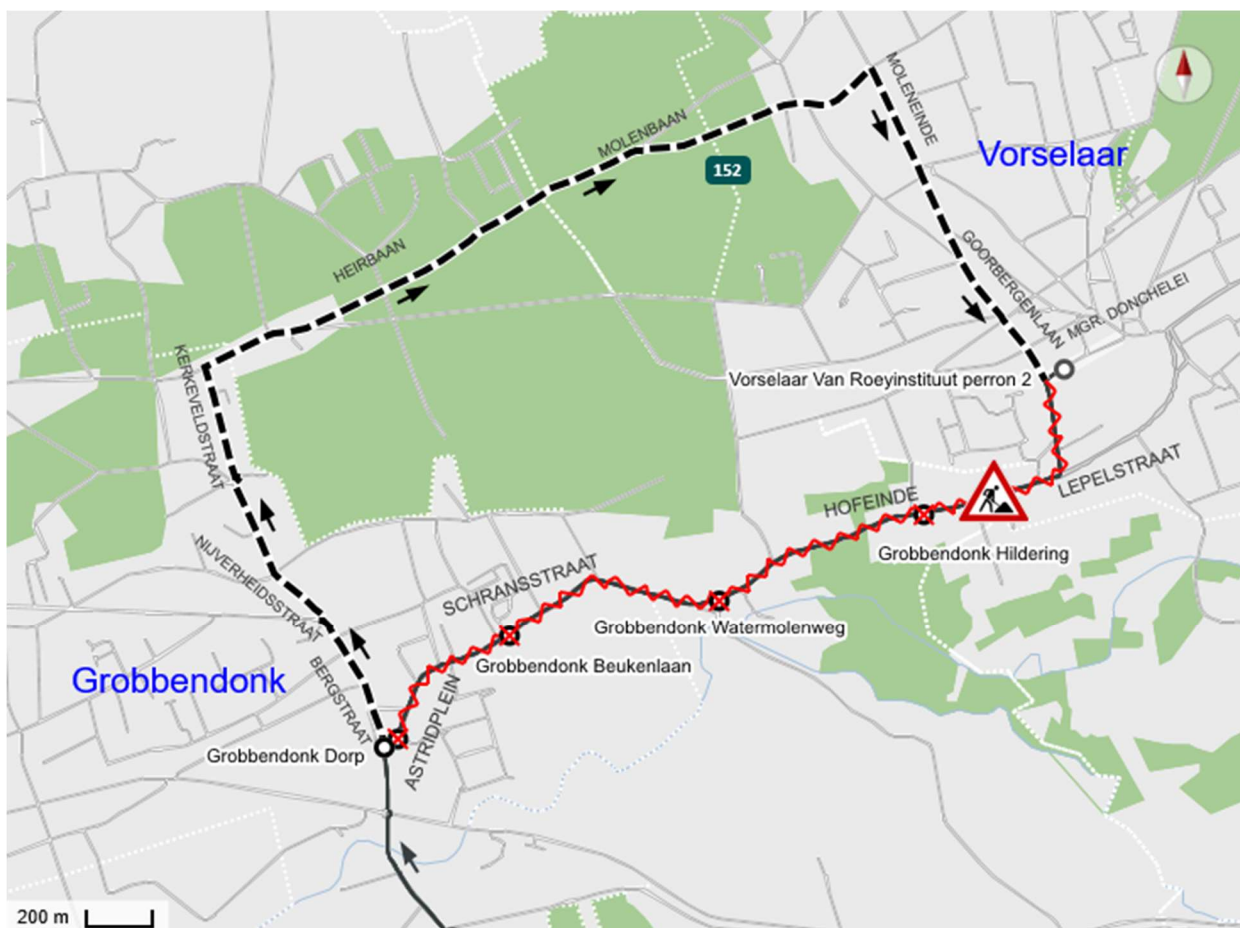 MOLENEINDE
MOLENBAAN
Vorselaar
152
HEIRBAAN
GOORBERGENLAAN
MGR. DONCHELEI
KERKEVELDSTRAAT
Vorselaar Van Roeyinstituut perron 2
LEPELSTRAAT
HOFEINDE
Grobbendonk Hildering
NIJVERHEIDSSTRAAT
SCHRANSSTRAAT
Grobbendonk Watermolenweg
Grobbendonk Beukenlaan
Grobbendonk
BERGSTRAAT
ASTRIDPLEIN
Grobbendonk Dorp
200 m